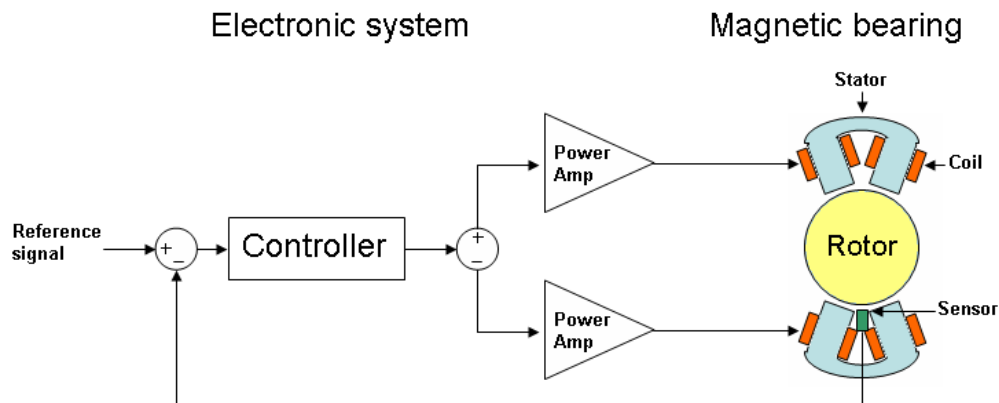 Electronic system
Magnetic bearing
Stator
Power
Amp
Coil
Reference
signal
+
−
Controller
+
−
Rotor
Power
Amp
Sensor